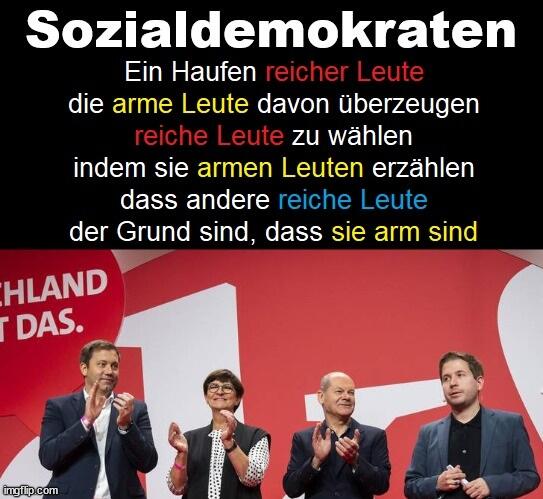 Sozialdemokraten
Ein Haufen reicher Leute
die arme Leute davon überzeugen
reiche Leute zu wählen
indem sie armen Leuten erzählen
dass andere reiche Leute
der Grund sind, dass sie arm sind
CHLAND
T DAS.
imgflip.com